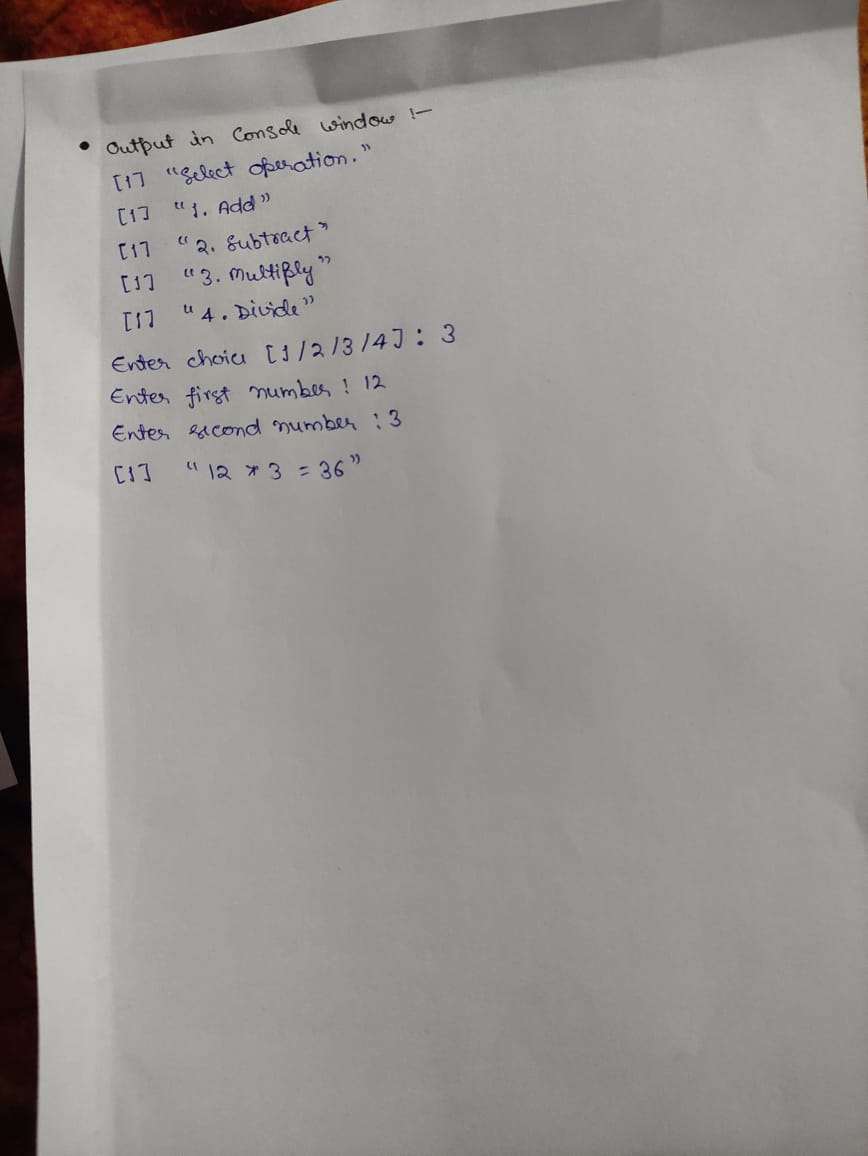 • Output in Console window :-
[1] "Select operation."
[1] "1. Add"
[1] "2. Subtract"
[1] "3. Multiply"
[1] "4. Divide"
Enter choice [1/2/3/4] : 3
Enter first number : 12
Enter second number : 3
[1] "12 * 3 = 36"